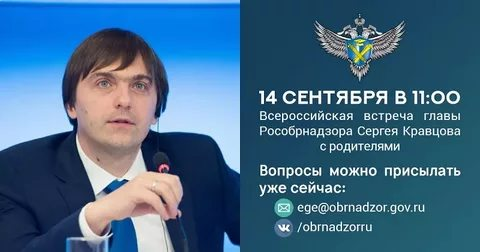 14 СЕНТЯБРЯ В 11:00
Всероссийская встреча главы
Рособрнадзора Сергея Кравцова
с родителями
Вопросы можно присылать
уже сейчас:
ege@obrnadzor.gov.ru
/obrnadzorru